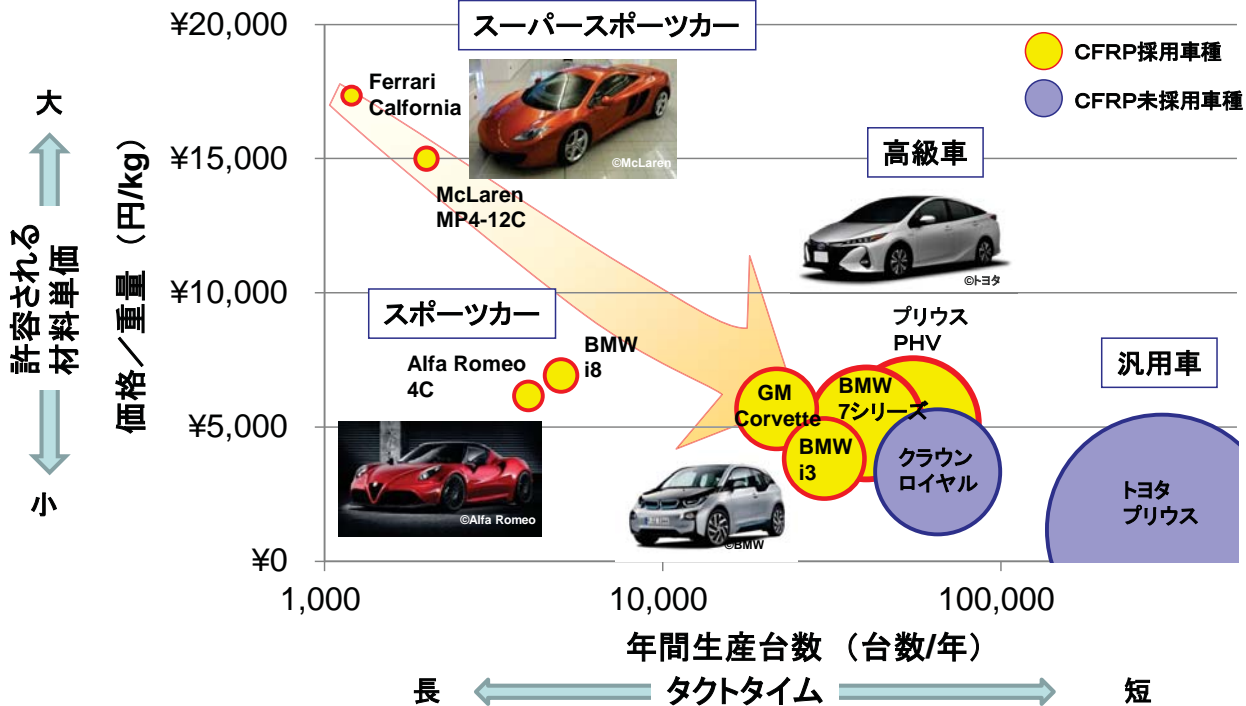 ¥20,000
スーパースポーツカー
CFRP採用車種
CFRP未採用車種
Ferrari
Calfornia
©McLaren
大
¥15,000
McLaren
MP4-12C
高級車
©トヨタ
許容される
材料単価
価格／重量 （円/kg）
¥10,000
スポーツカー
プリウス
PHV
汎用車
Alfa Romeo
4C
BMW
i8
GM
Corvette
BMW
7シリーズ
¥5,000
BMW
i3
クラウン
ロイヤル
トヨタ
プリウス
小
©Alfa Romeo
©BMW
¥0
1,000
10,000
100,000
年間生産台数 （台数/年）
長
タクトタイム
短